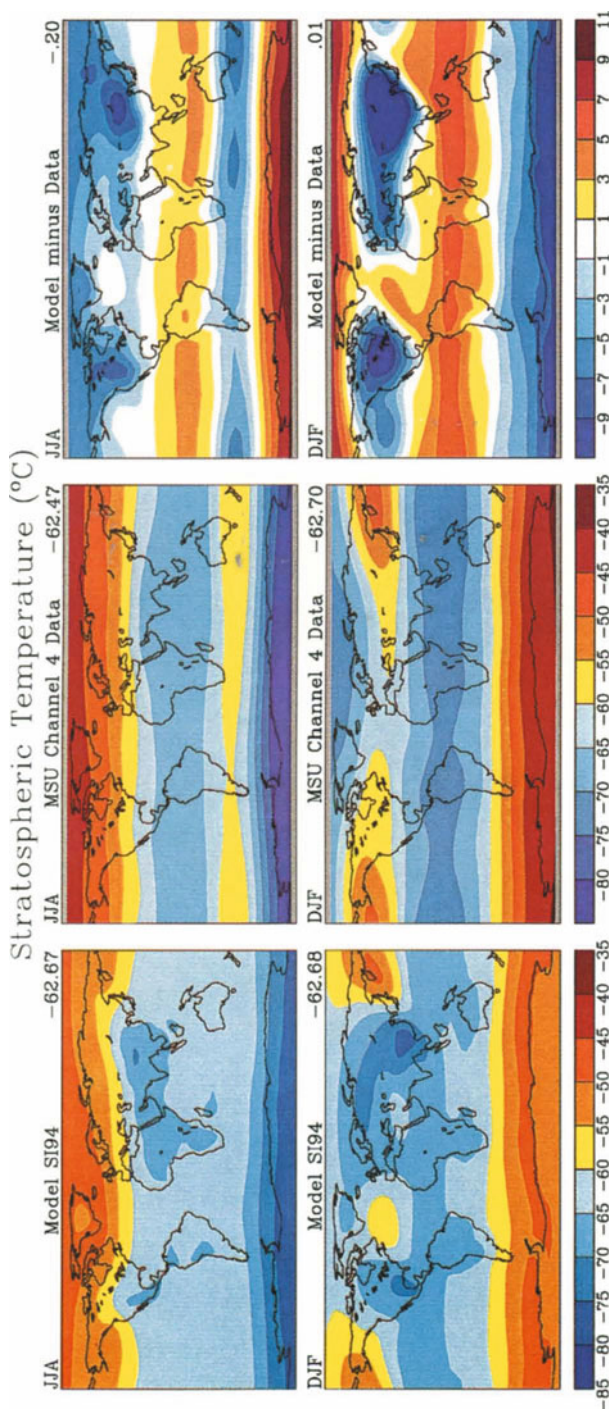 Stratospheric Temperature (°C)
JJA Model SI94 -62.67
JJA MSU Channel 4 Data -62.47
JJA Model minus Data -.20
DJF Model SI94 -62.68
DJF MSU Channel 4 Data -62.70
DJF Model minus Data .01
-85 -80 -75 -70 -65 -60 -55 -50 -45 -40 -35
-80 -75 -70 -65 -60 -55 -50 -45 -40 -35
-9 -7 -5 -3 -1 1 3 5 7 9 11